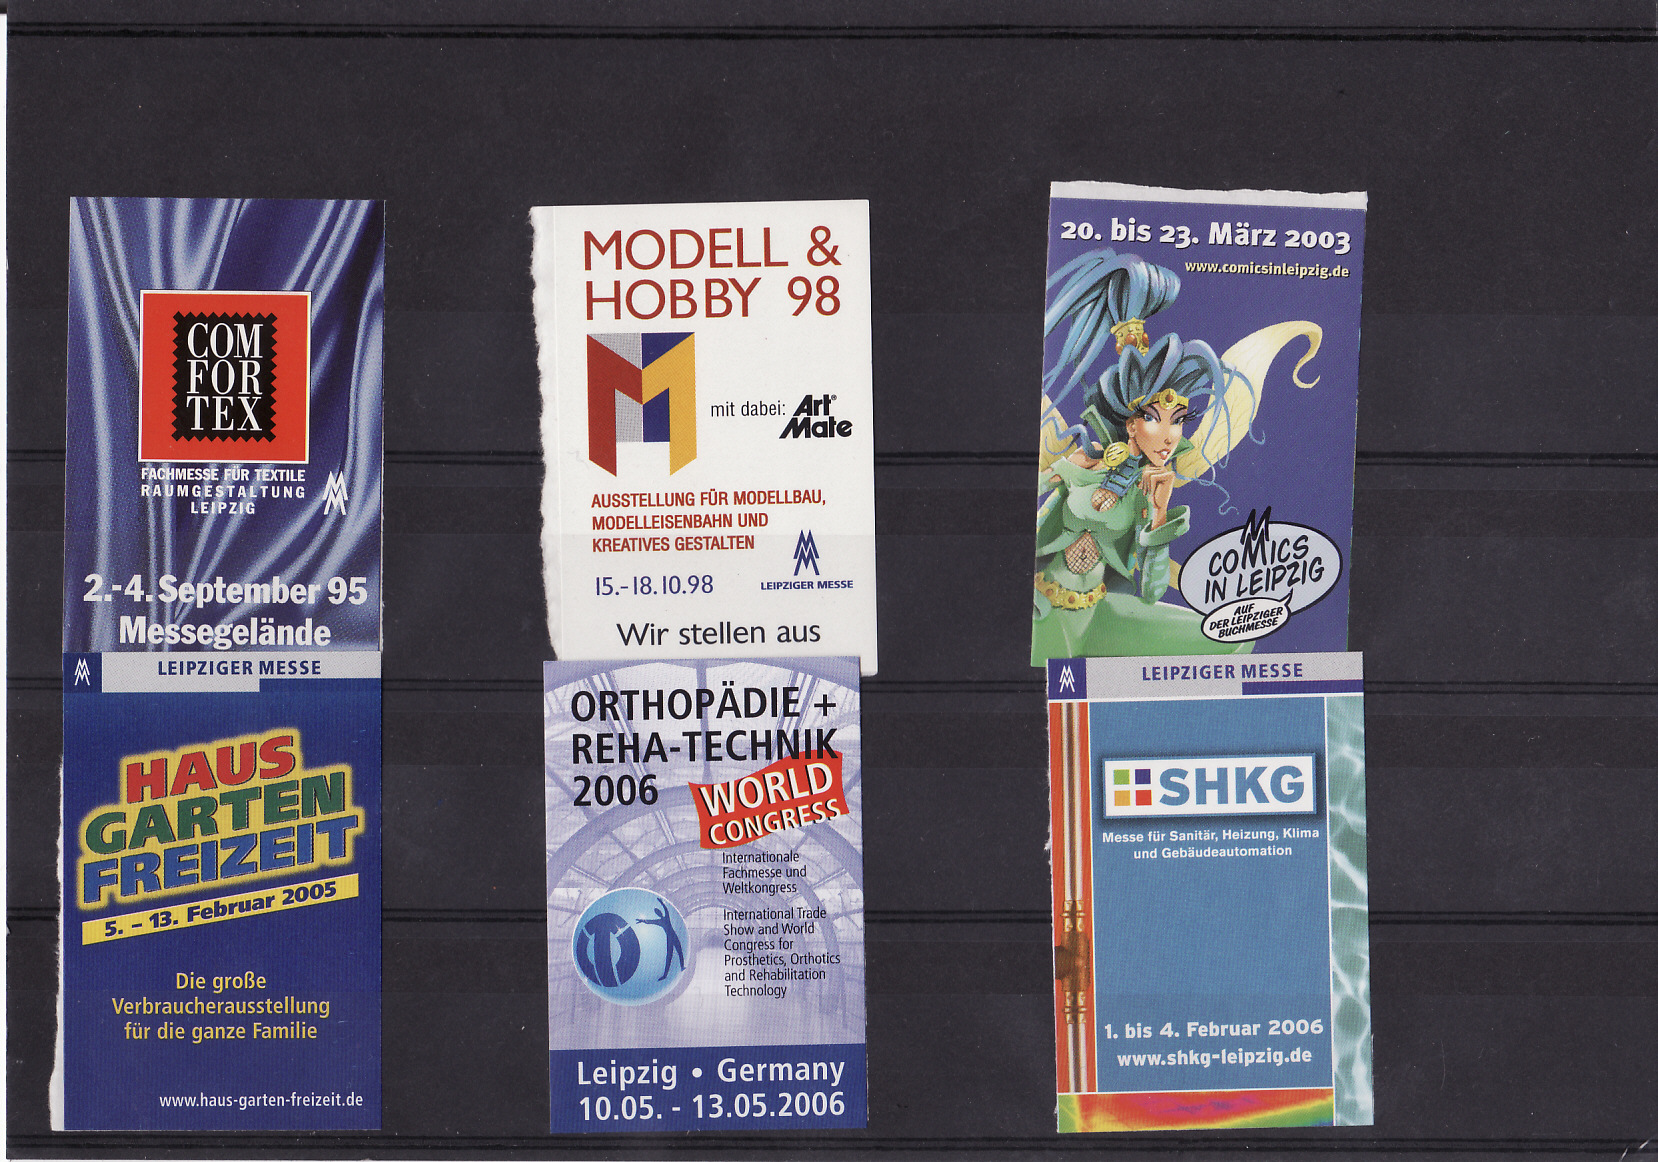 COM
FOR
TEX
FACHMESSE FÜR TEXTILE
RAUMGESTALTUNG
LEIPZIG
2.-4. September 95
Messegelände
MODELL &
HOBBY 98
mit dabei: Art®
Mate
AUSSTELLUNG FÜR MODELLBAU,
MODELLEISENBAHN UND
KREATIVES GESTALTEN
15.-18.10.98
LEIPZIGER MESSE
Wir stellen aus
20. bis 23. März 2003
www.comicsinleipzig.de
COMICS
IN LEIPZIG
AUF
DER LEIPZIGER
BUCHMESSE
LEIPZIGER MESSE
HAUS
GARTEN
FREIZEIT
5. - 13. Februar 2005
Die große
Verbraucherausstellung
für die ganze Familie
www.haus-garten-freizeit.de
ORTHOPÄDIE +
REHA-TECHNIK
2006
WORLD
CONGRESS
Internationale
Fachmesse und
Weltkongress
International Trade
Show and World
Congress for
Prosthetics, Orthotics
and Rehabilitation
Technology
Leipzig • Germany
10.05. - 13.05.2006
LEIPZIGER MESSE
SHKG
Messe für Sanitär, Heizung, Klima
und Gebäudeautomation
1. bis 4. Februar 2006
www.shkg-leipzig.de